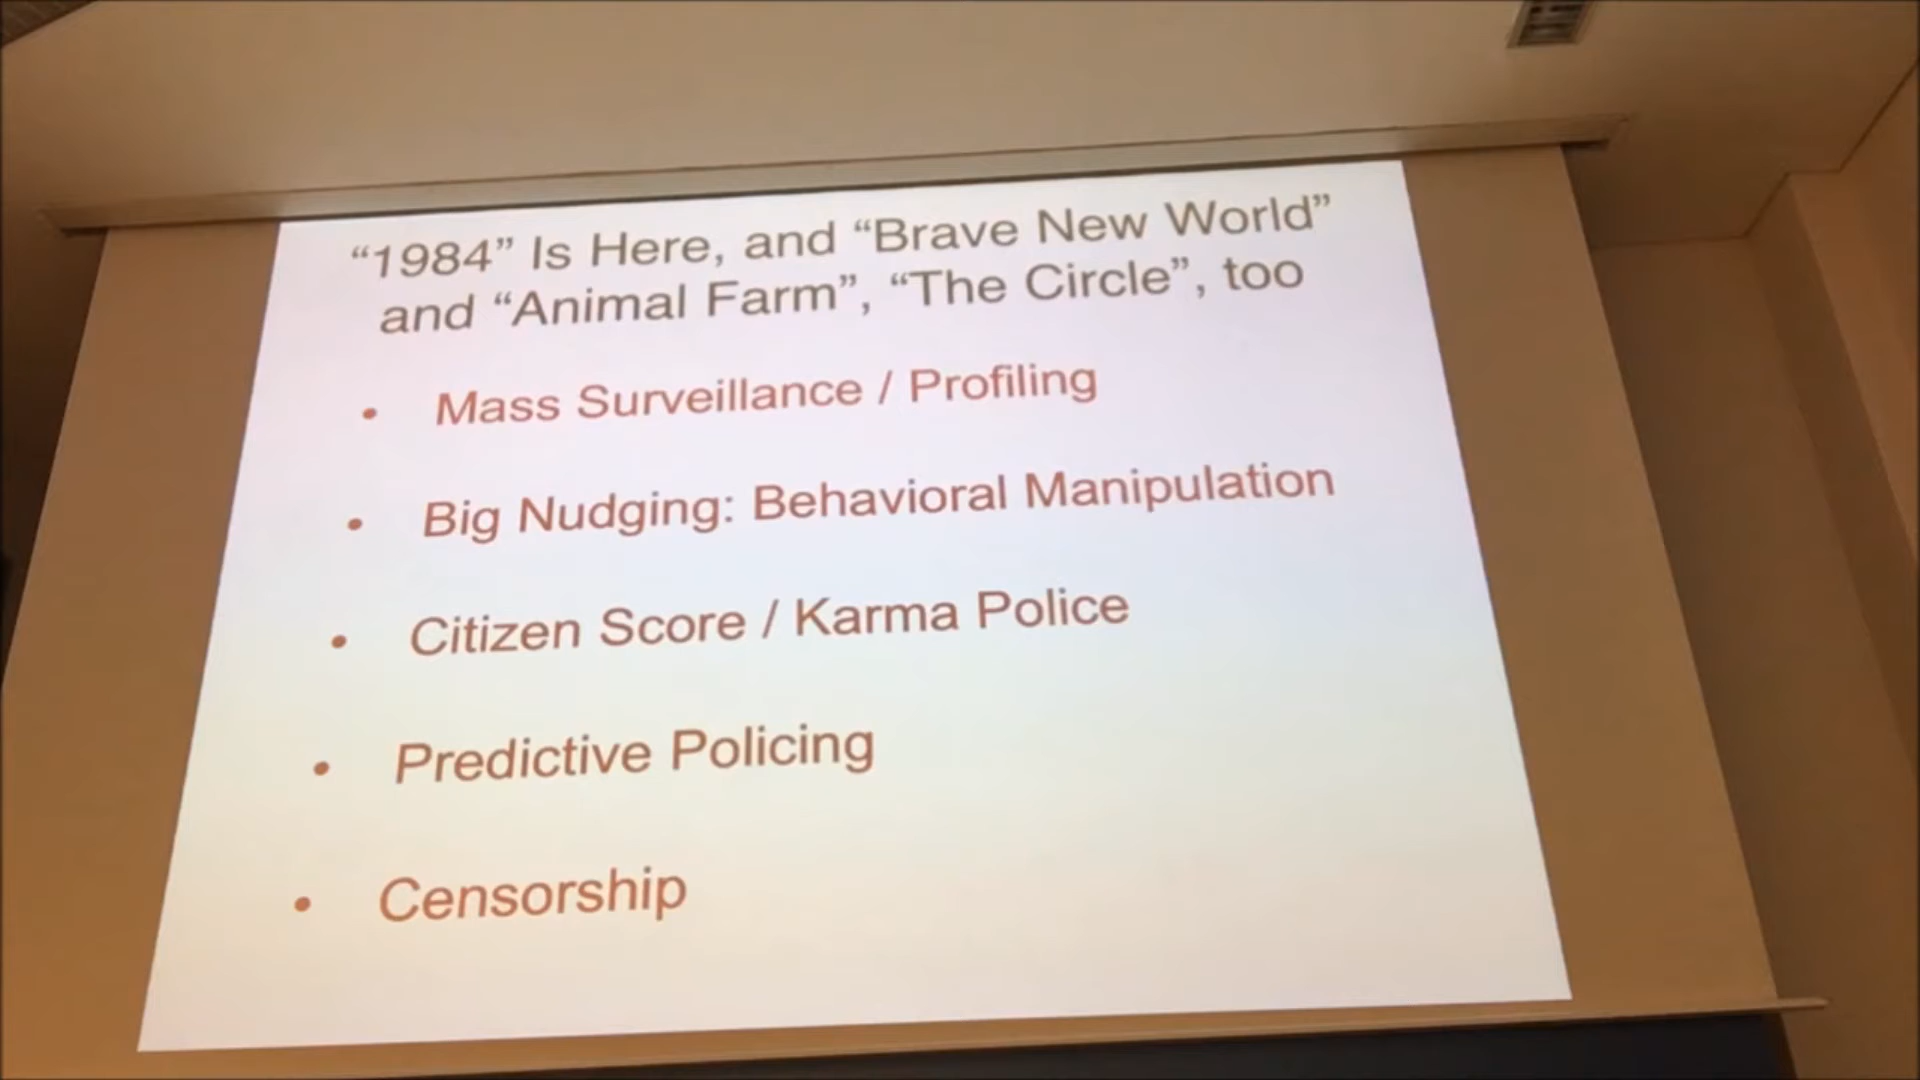 “1984” Is Here, and “Brave New World”
and “Animal Farm”, “The Circle”, too
• Mass Surveillance / Profiling
• Big Nudging: Behavioral Manipulation
• Citizen Score / Karma Police
• Predictive Policing
• Censorship